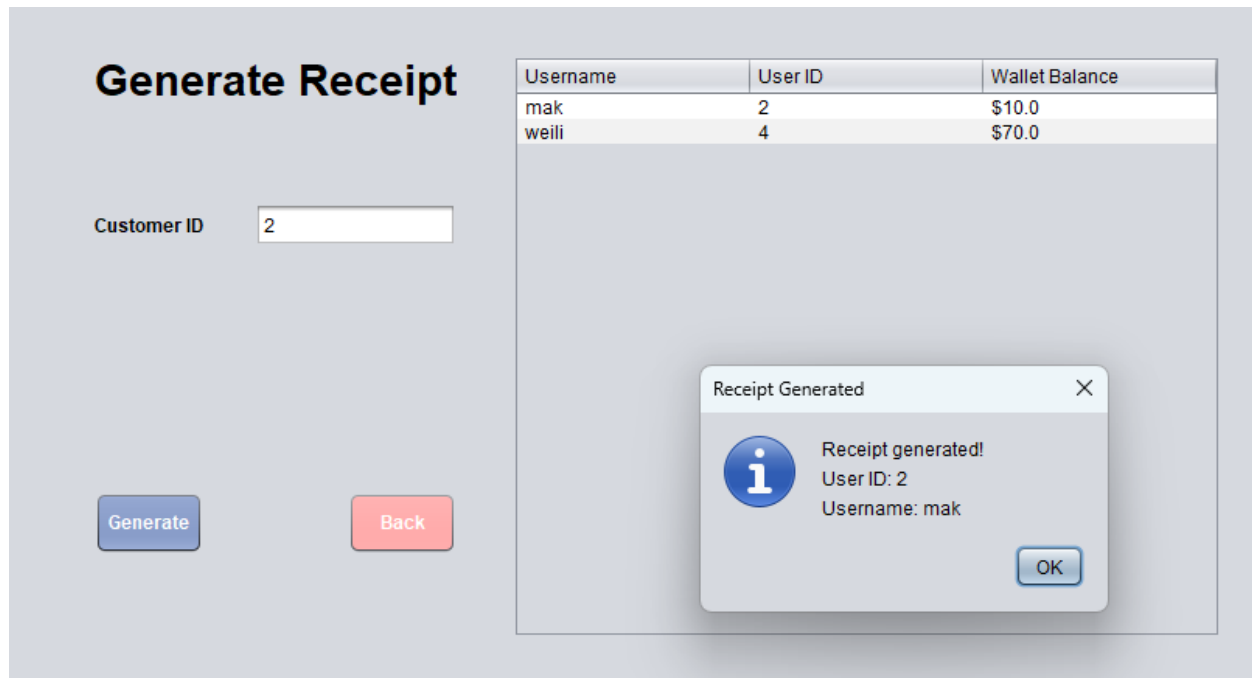 Generate Receipt
Username User ID Wallet Balance
mak 2 $10.0
weili 4 $70.0
Customer ID 2
Receipt Generated
Receipt generated!
User ID: 2
Username: mak
OK
Generate Back